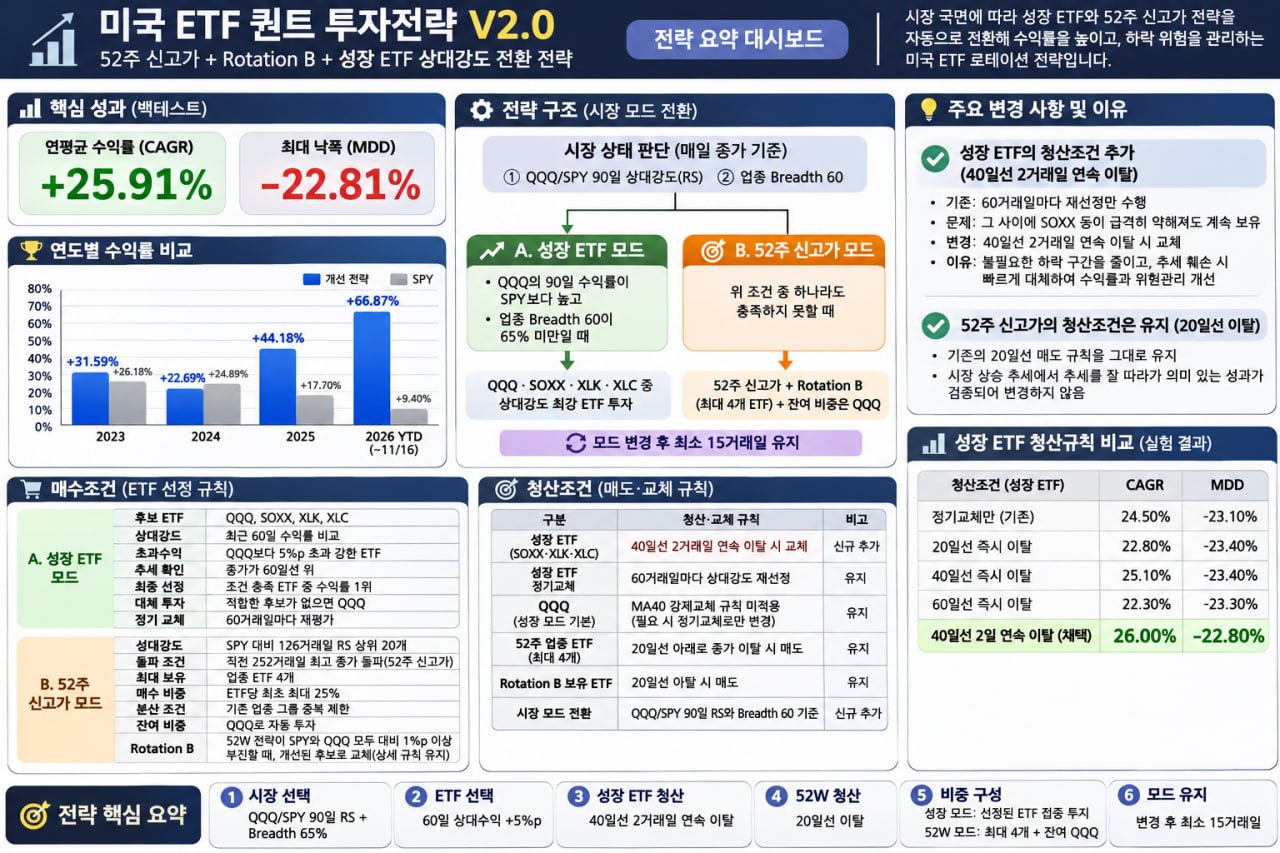 미국 ETF 퀀트 투자전략 V2.0
52주 신고가 + Rotation B + 성장 ETF 상대강도 전환 전략
전략 요약 대시보드
시장 국면에 따라 성장 ETF와 52주 신고가 전략을
자동으로 전환해 수익률을 높이고, 하락 위험을 관리하는
미국 ETF 로테이션 전략입니다.
핵심 성과 (백테스트)
연평균 수익률 (CAGR)
+25.91%
최대 낙폭 (MDD)
-22.81%
연도별 수익률 비교
개선 전략
SPY
80%
70%
60%
50%
40%
30%
20%
10%
0%
+31.59%
+26.18%
+22.69%
+24.89%
+44.18%
+17.70%
+66.87%
+9.40%
2023
2024
2025
2026 YTD
(~11/16)
전략 구조 (시장 모드 전환)
시장 상태 판단 (매일 종가 기준)
① QQQ/SPY 90일 상대강도(RS) ② 업종 Breadth 60
A. 성장 ETF 모드
• QQQ의 90일 수익률이
SPY보다 높고
• 업종 Breadth 60이
65% 미만일 때
QQQ · SOXX · XLK · XLC 중
상대강도 최강 ETF 투자
B. 52주 신고가 모드
위 조건 중 하나라도
충족하지 못할 때
52주 신고가 + Rotation B
(최대 4개 ETF) + 잔여 비중은 QQQ
모드 변경 후 최소 15거래일 유지
주요 변경 사항 및 이유
성장 ETF의 청산조건 추가
(40일선 2거래일 연속 이탈)
• 기존: 60거래일마다 재선정만 수행
• 문제: 그 사이에 SOXX 동이 급격히 약해져도 계속 보유
• 변경: 40일선 2거래일 연속 이탈 시 교체
• 이유: 불필요한 하락 구간을 줄이고, 추세 훼손 시
빠르게 대체하여 수익률과 위험관리 개선
52주 신고가의 청산조건은 유지 (20일선 이탈)
• 기존의 20일선 매도 규칙을 그대로 유지
• 시장 상승 추세에서 추세를 잘 따라가 의미 있는 성과가
검증되어 변경하지 않음
매수조건 (ETF 선정 규칙)
A. 성장 ETF
모드
후보 ETF QQQ, SOXX, XLK, XLC
상대강드 최근 60일 수익률 비교
초과수익 QQQ보다 5%p 초과 강한 ETF
추세 확인 종가가 60일선 위
최중 선정 조건 충족 ETF 중 수익률 1위
대체 투자 적합한 후보가 없으면 QQQ
정기 교체 60거래일마다 재평가
B. 52주
신고가 모드
성대강도 SPY 대비 126거래일 RS 상위 20개
돌파 조건 직전 252거래일 최고 종가 돌파(52주 신고가)
최대 보유 업종 ETF 4개
매수 비중 ETF당 최초 최대 25%
분산 조건 기존 업종 그룹 중복 제한
잔여 비중 QQQ로 자동 투자
Rotation B 52W 전략이 SPY와 QQQ 모두 대비 1%p 이상
부진할 때, 개선된 후보로 교체(상세 규칙 유지)
청산조건 (매도·교체 규칙)
구분 청산·교체 규칙 비고
성장 ETF
(SOXX·XLK·XLC) 40일선 2거래일 연속 이탈 시 교체 신규 추가
성장 ETF
정기교체 60거래일마다 상대강도 재선정 유지
QQQ
(성장 모드 기본) MA40 강제교체 규칙 미적용
(필요 시 정기교체로만 변경) 유지
52주 업중 ETF
(최대 4개) 20일선 아래로 종가 이탈 시 매도 유지
Rotation B 보유 ETF 20일선 아탈 시 매도 유지
시장 모드 전환 QQQ/SPY 90일 RS와 Breadth 60 기준 신규 추가
성장 ETF 청산규칙 비교 (실험 결과)
청산조건 (성장 ETF) CAGR MDD
정기교체만 (기존) 24.50% -23.10%
20일선 즉시 이탈 22.80% -23.40%
40일선 즉시 이탈 25.10% -23.40%
60일선 즉시 이탈 22.30% -23.30%
40일선 2일 연속 이탈 (채택) 26.00% -22.80%
전략 핵심 요약
1 시장 선택
QQQ/SPY 90일 RS +
Breadth 65%
2 ETF 선택
60일 상대수익 +5%p
3 성장 ETF 청산
40일선 2거래일 연속 이탈
4 52W 청산
20일선 이탈
5 비중 구성
성장 모드: 선정된 ETF 접중 투자
52W 모드: 최대 4개 + 잔여 QQQ
6 모드 유지
변경 후 최소 15거래일